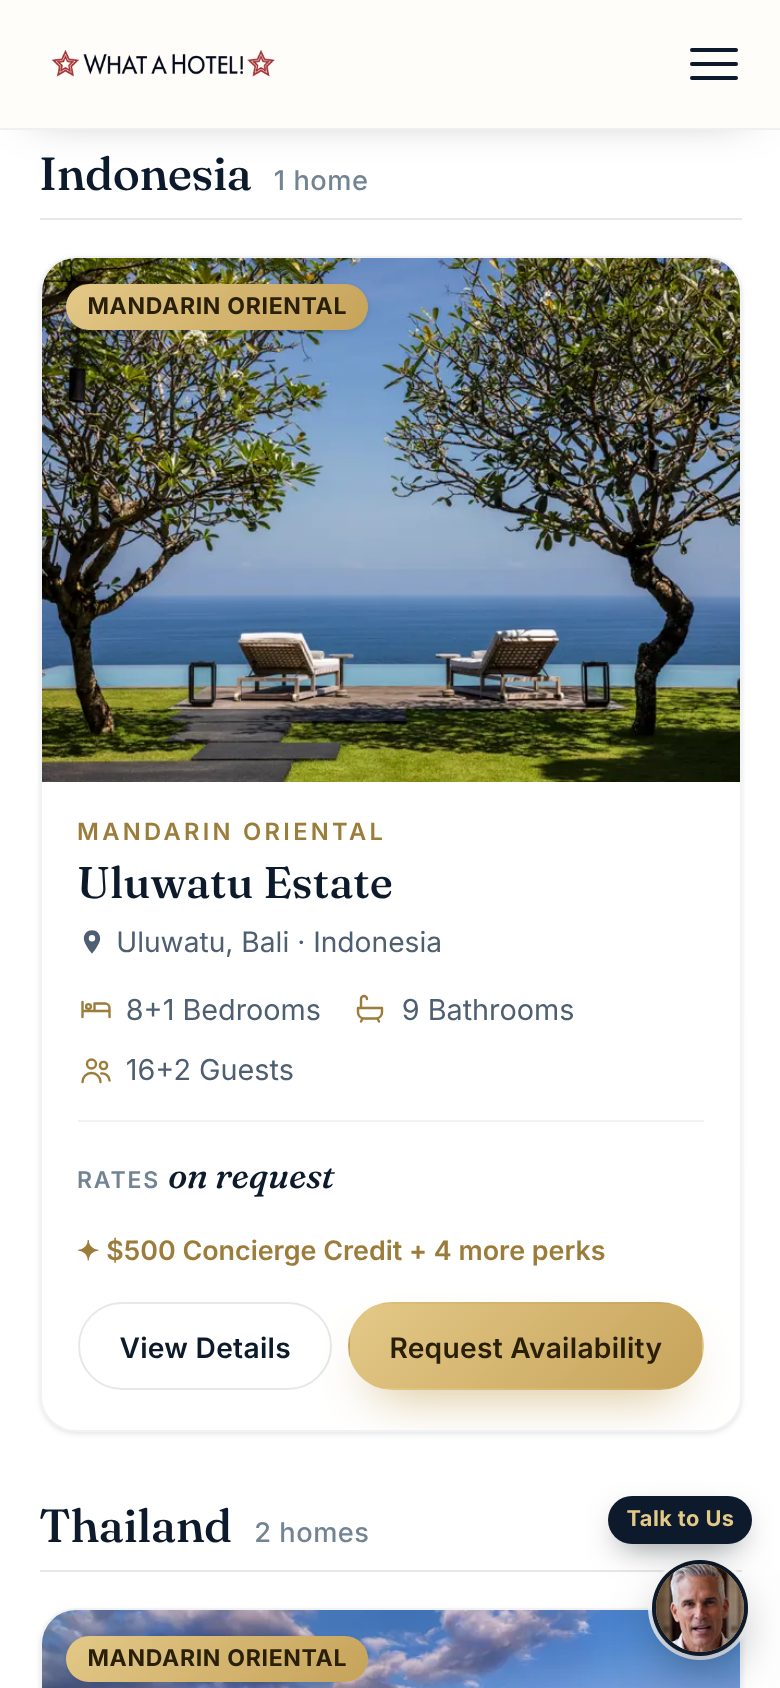 WHAT A HOTEL!
Indonesia 1 home
MANDARIN ORIENTAL
MANDARIN ORIENTAL
Uluwatu Estate
Uluwatu, Bali · Indonesia
8+1 Bedrooms 9 Bathrooms
16+2 Guests
RATES on request
✦ $500 Concierge Credit + 4 more perks
View Details Request Availability
Thailand 2 homes
Talk to Us
MANDARIN ORIENTAL